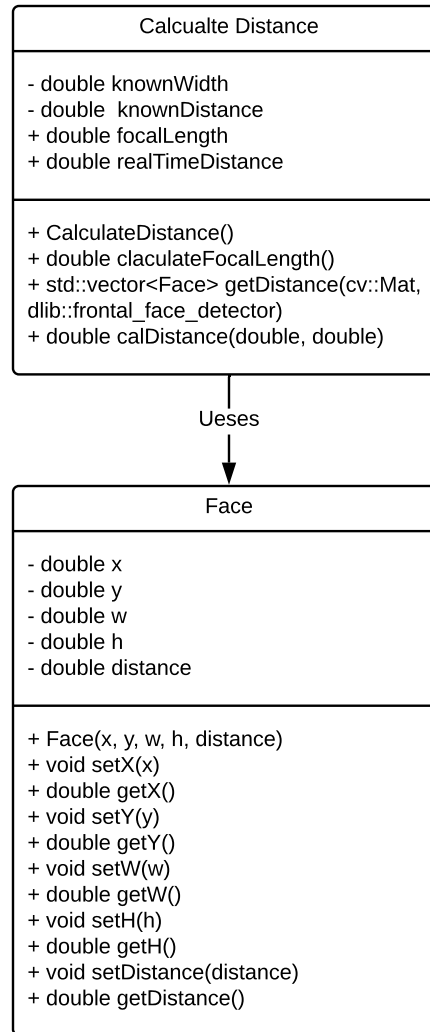 Calcualte Distance
- double knownWidth
- double  knownDistance
+ double focalLength
+ double realTimeDistance
+ CalculateDistance()
+ double claculateFocalLength()
+ std::vector<Face> getDistance(cv::Mat,
dlib::frontal_face_detector)
+ double calDistance(double, double)
Ueses
Face
- double x
- double y
- double w
- double h
- double distance
+ Face(x, y, w, h, distance)
+ void setX(x)
+ double getX()
+ void setY(y)
+ double getY()
+ void setW(w)
+ double getW()
+ void setH(h)
+ double getH()
+ void setDistance(distance)
+ double getDistance()